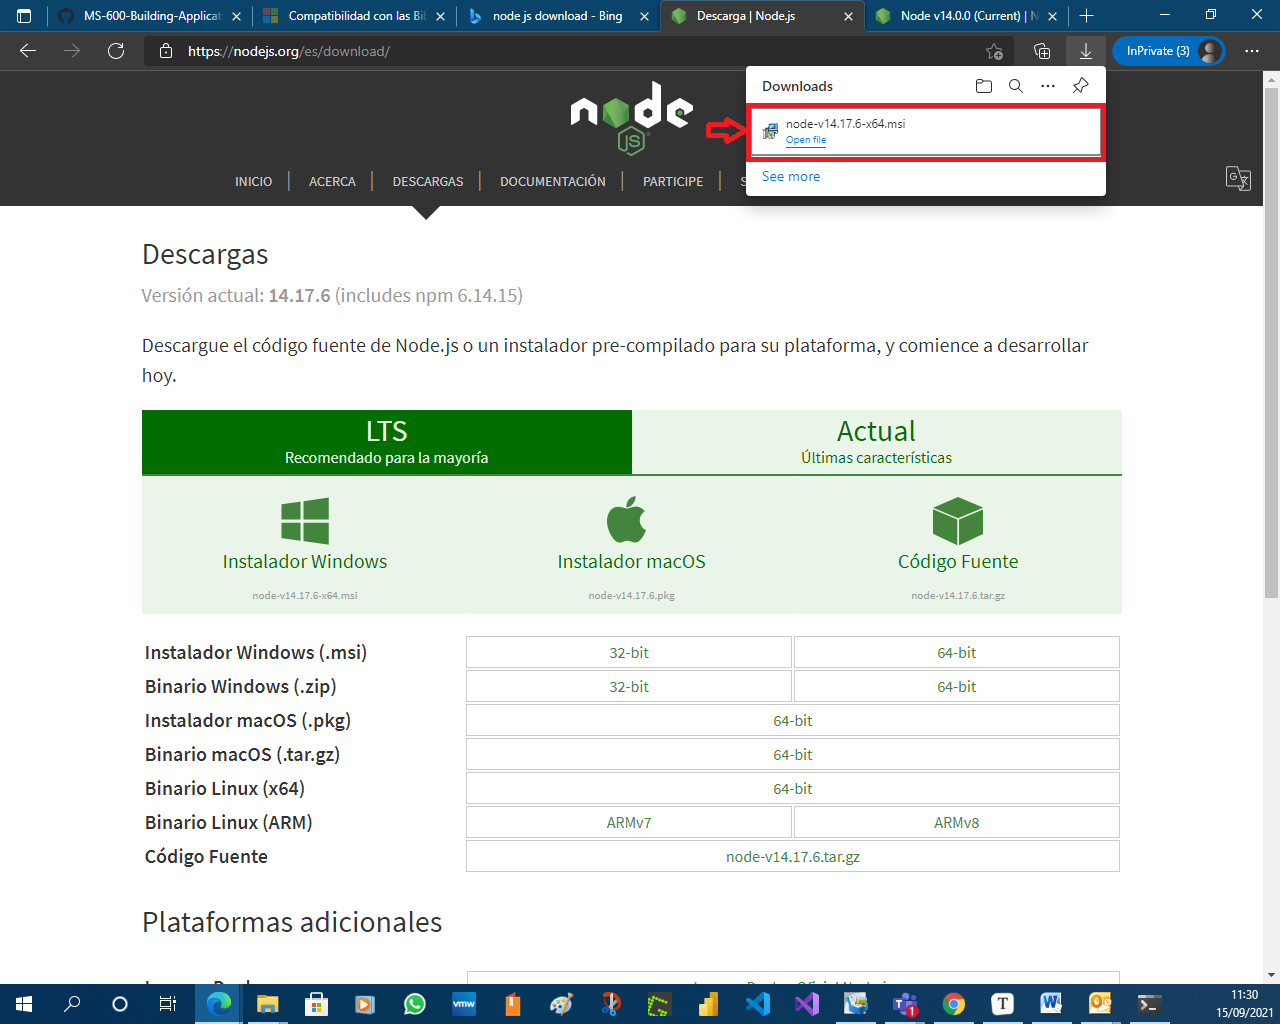 MS-600-Building-Applicat
Compatibilidad con las Bi
node js download - Bing
Descarga | Node.js
Node v14.0.0 (Current) | N
https://nodejs.org/es/download/
InPrivate (3)
Downloads
node-v14.17.6-x64.msi
Open file
See more
node
JS
INICIO
ACERCA
DESCARGAS
DOCUMENTACIÓN
PARTICIPE
S
Descargas
Versión actual: 14.17.6 (includes npm 6.14.15)
Descargue el código fuente de Node.js o un instalador pre-compilado para su plataforma, y comience a desarrollar
hoy.
LTS
Recomendado para la mayoría
Actual
Últimas características
Instalador Windows
node-v14.17.6-x64.msi
Instalador macOS
node-v14.17.6.pkg
Código Fuente
node-v14.17.6.tar.gz
Instalador Windows (.msi) 32-bit 64-bit
Binario Windows (.zip) 32-bit 64-bit
Instalador macOS (.pkg) 64-bit
Binario macOS (.tar.gz) 64-bit
Binario Linux (x64) 64-bit
Binario Linux (ARM) ARMv7 ARMv8
Código Fuente node-v14.17.6.tar.gz
Plataformas adicionales
vmw
1
T
11:30
15/09/2021